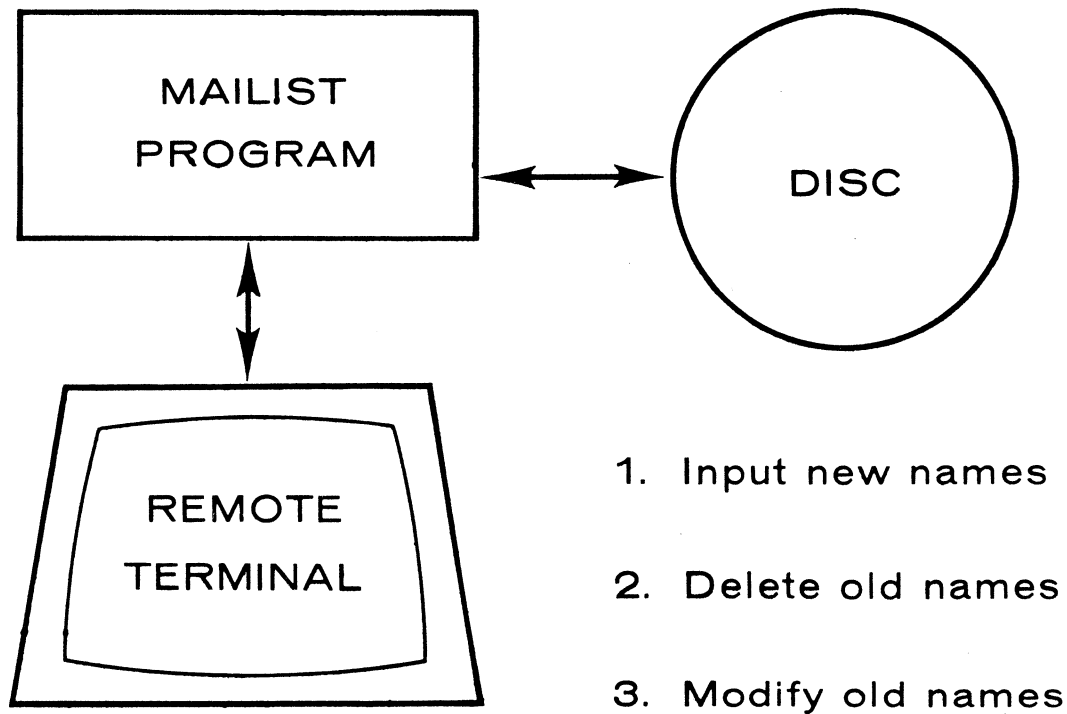 MAILIST
PROGRAM
DISC
REMOTE
TERMINAL
1. Input new names
2. Delete old names
3. Modify old names